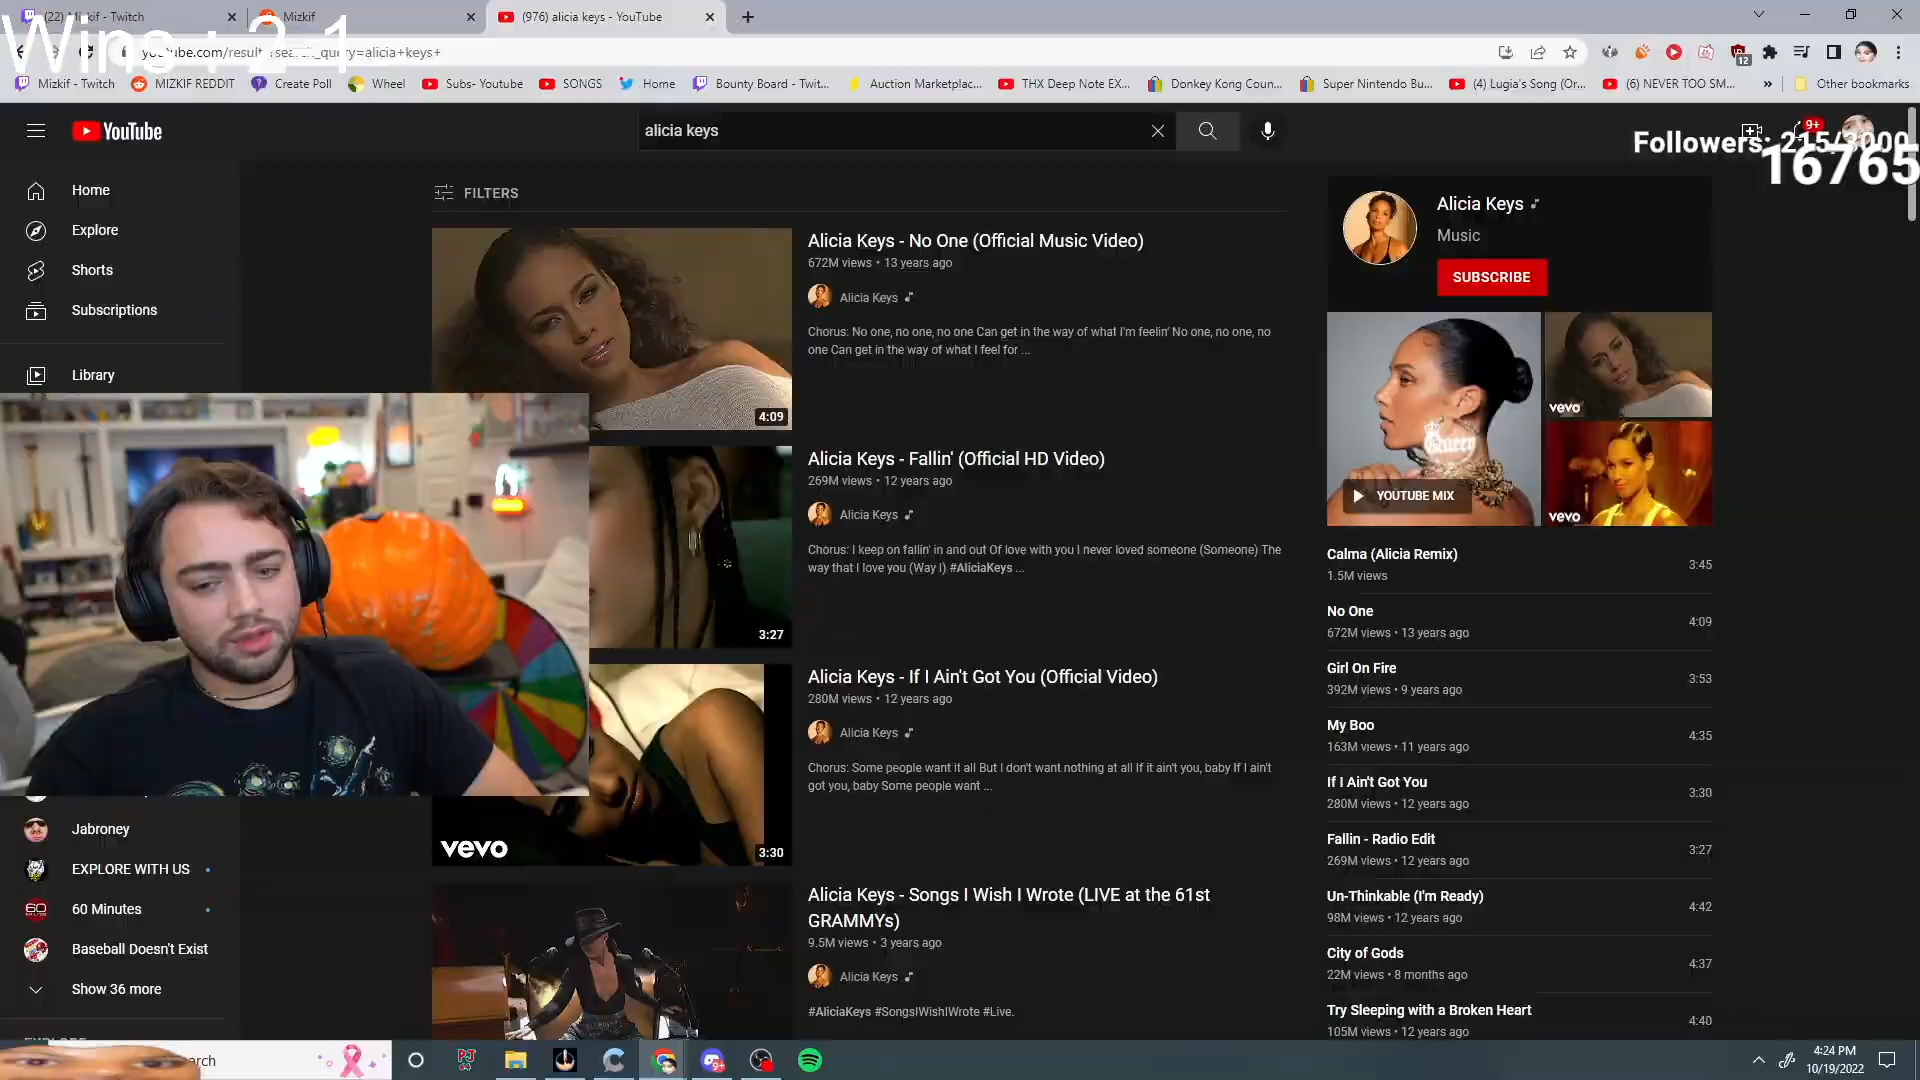 (22) Mizkif - Twitch
Mizkif
(976) alicia keys - YouTube
Wins : 2-1
search_query=alicia+keys+
12
Mizkif - Twitch
MIZKIF REDDIT
Create Poll
Wheel
Subs- Youtube
SONGS
Home
Bounty Board - Twit...
Auction Marketplac...
THX Deep Note EX...
Donkey Kong Coun...
Super Nintendo Bu...
(4) Lugia's Song (Or...
(6) NEVER TOO SM...
»
Other bookmarks
YouTube
alicia keys
9+
Followers: 215/3000
16765
Home
Explore
Shorts
Subscriptions
Library
Jabroney
EXPLORE WITH US
60 Minutes
Baseball Doesn't Exist
Show 36 more
FILTERS
4:09
Alicia Keys - No One (Official Music Video)
672M views • 13 years ago
Alicia Keys
Chorus: No one, no one, no one Can get in the way of what I'm feelin' No one, no one, no
one Can get in the way of what I feel for ...
3:27
Alicia Keys - Fallin' (Official HD Video)
269M views • 12 years ago
Alicia Keys
Chorus: I keep on fallin' in and out Of love with you I never loved someone (Someone) The
way that I love you (Way I) #AliciaKeys ...
vevo
3:30
Alicia Keys - If I Ain't Got You (Official Video)
280M views • 12 years ago
Alicia Keys
Chorus: Some people want it all But I don't want nothing at all If it ain't you, baby If I ain't
got you, baby Some people want ...
Alicia Keys - Songs I Wish I Wrote (LIVE at the 61st
GRAMMYs)
9.5M views • 3 years ago
Alicia Keys
#AliciaKeys #SongsIWishIWrote #Live.
Alicia Keys
Music
SUBSCRIBE
Queen
YOUTUBE MIX
vevo
vevo
Calma (Alicia Remix)
1.5M views
3:45
No One
672M views • 13 years ago
4:09
Girl On Fire
392M views • 9 years ago
3:53
My Boo
163M views • 11 years ago
4:35
If I Ain't Got You
280M views • 12 years ago
3:30
Fallin - Radio Edit
269M views • 12 years ago
3:27
Un-Thinkable (I'm Ready)
98M views • 12 years ago
4:42
City of Gods
22M views • 8 months ago
4:37
Try Sleeping with a Broken Heart
105M views • 12 years ago
4:40
4:24 PM
10/19/2022